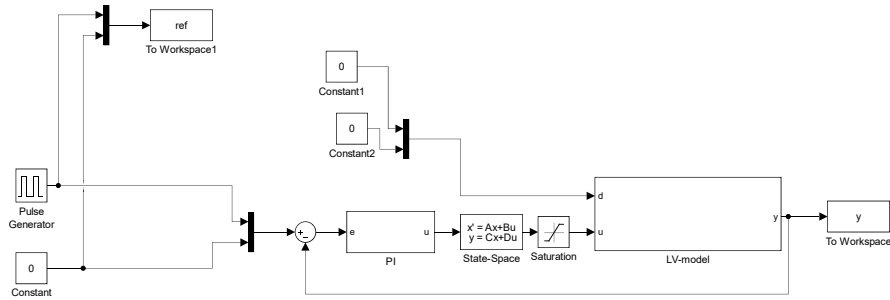 ref
To Workspace1
0
Constant1
0
Constant2
Pulse
Generator
0
Constant
+
−
e
u
PI
x' = Ax+Bu
y = Cx+Du
State-Space
Saturation
d
u
y
LV-model
y
To Workspace